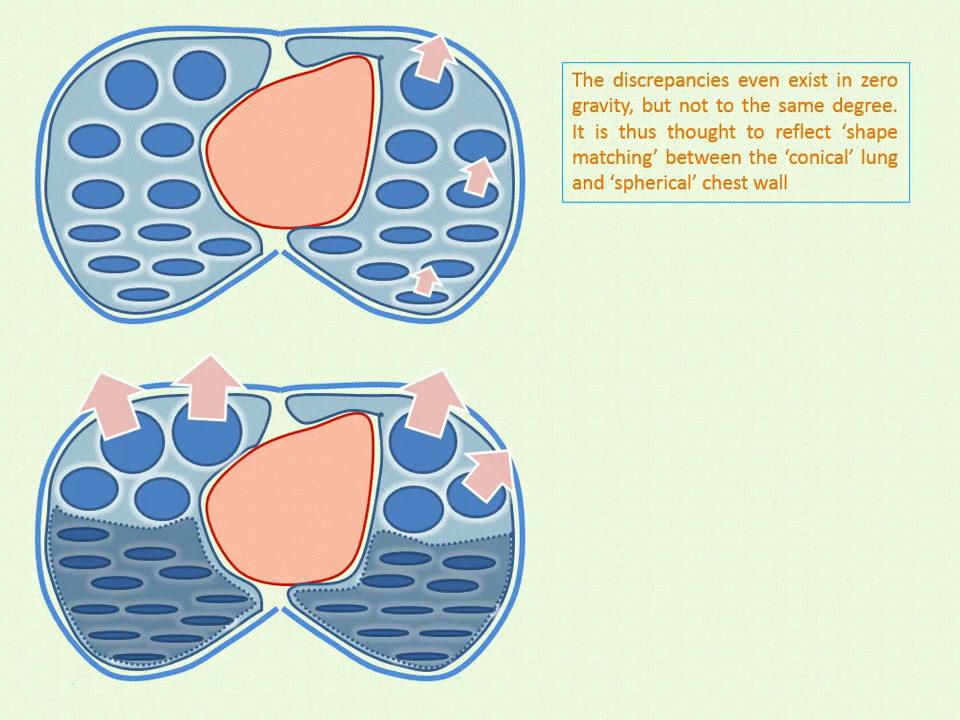 The discrepancies even exist in zero
gravity, but not to the same degree.
It is thus thought to reflect ‘shape
matching’ between the ‘conical’ lung
and ‘spherical’ chest wall